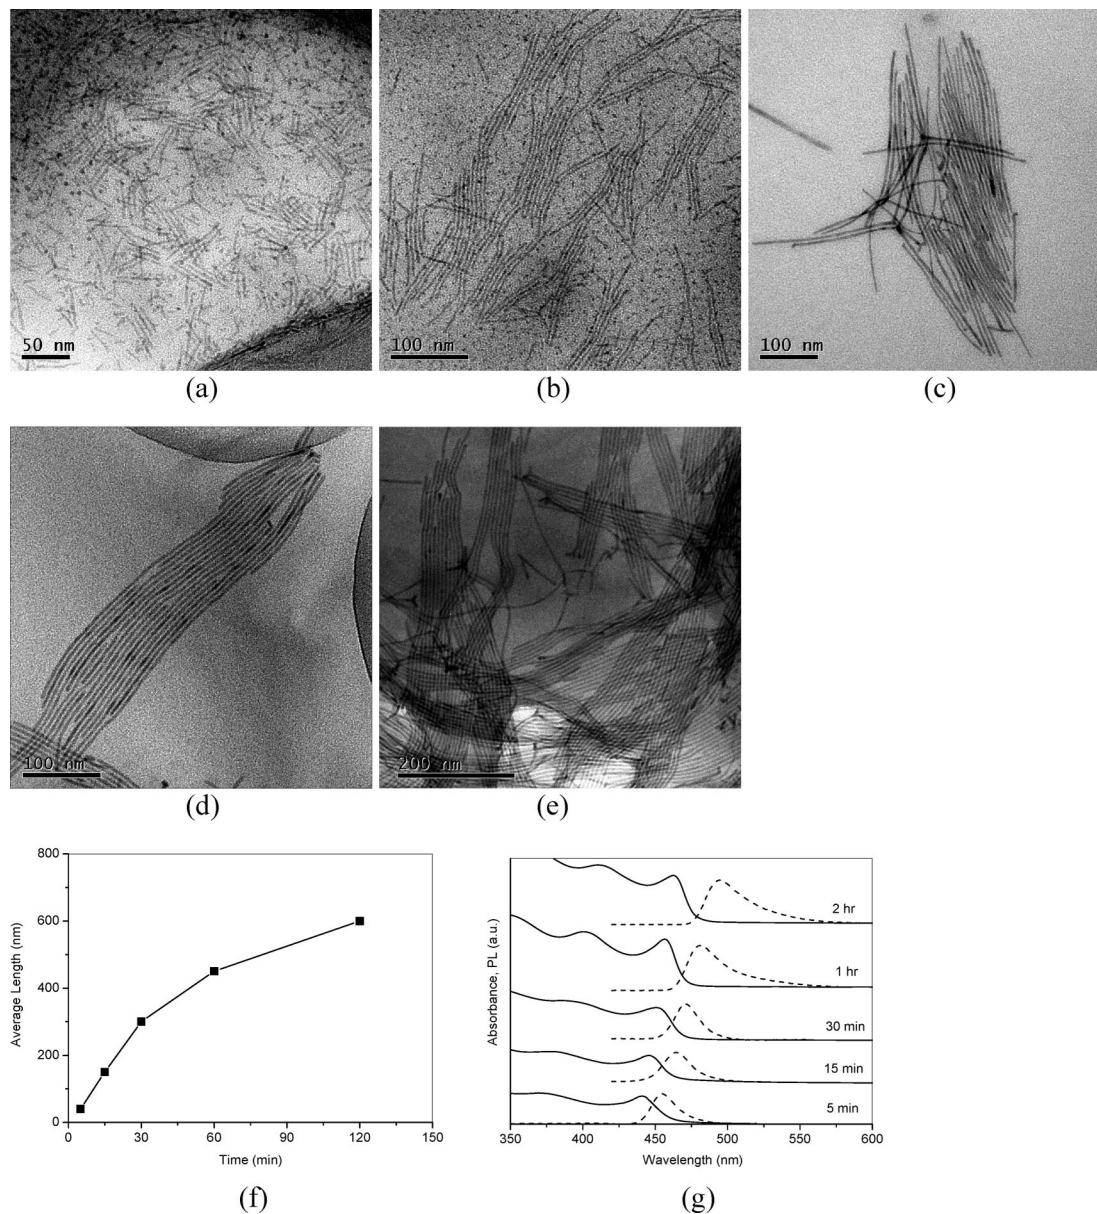 50 nm
100 nm
100 nm
(a)
(b)
(c)
100 nm
200 nm
(d)
(e)
800
600
400
200
0
Average Length (nm)
0 30 60 90 120 150
Time (min)
(f)
Absorbance, PL (a.u.)
2 hr
1 hr
30 min
15 min
5 min
350 400 450 500 550 600
Wavelength (nm)
(g)